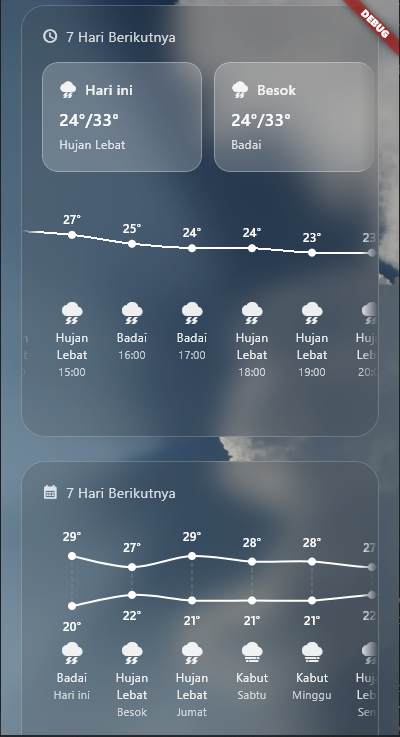 DEBUG
7 Hari Berikutnya
Hari ini
24°/33°
Hujan Lebat
Besok
24°/33°
Badai
27° 25° 24° 24° 23° 23
Hujan Badai Badai Hujan Hujan Huj
Lebat 16:00 17:00 Lebat Lebat Leb
15:00 18:00 19:00 20:0
7 Hari Berikutnya
29° 27° 29° 28° 28° 27
20° 22° 21° 21° 21° 22
Badai Hujan Hujan Kabut Kabut Huj
Hari ini Lebat Lebat Sabtu Minggu Leb
Besok Jumat Sen